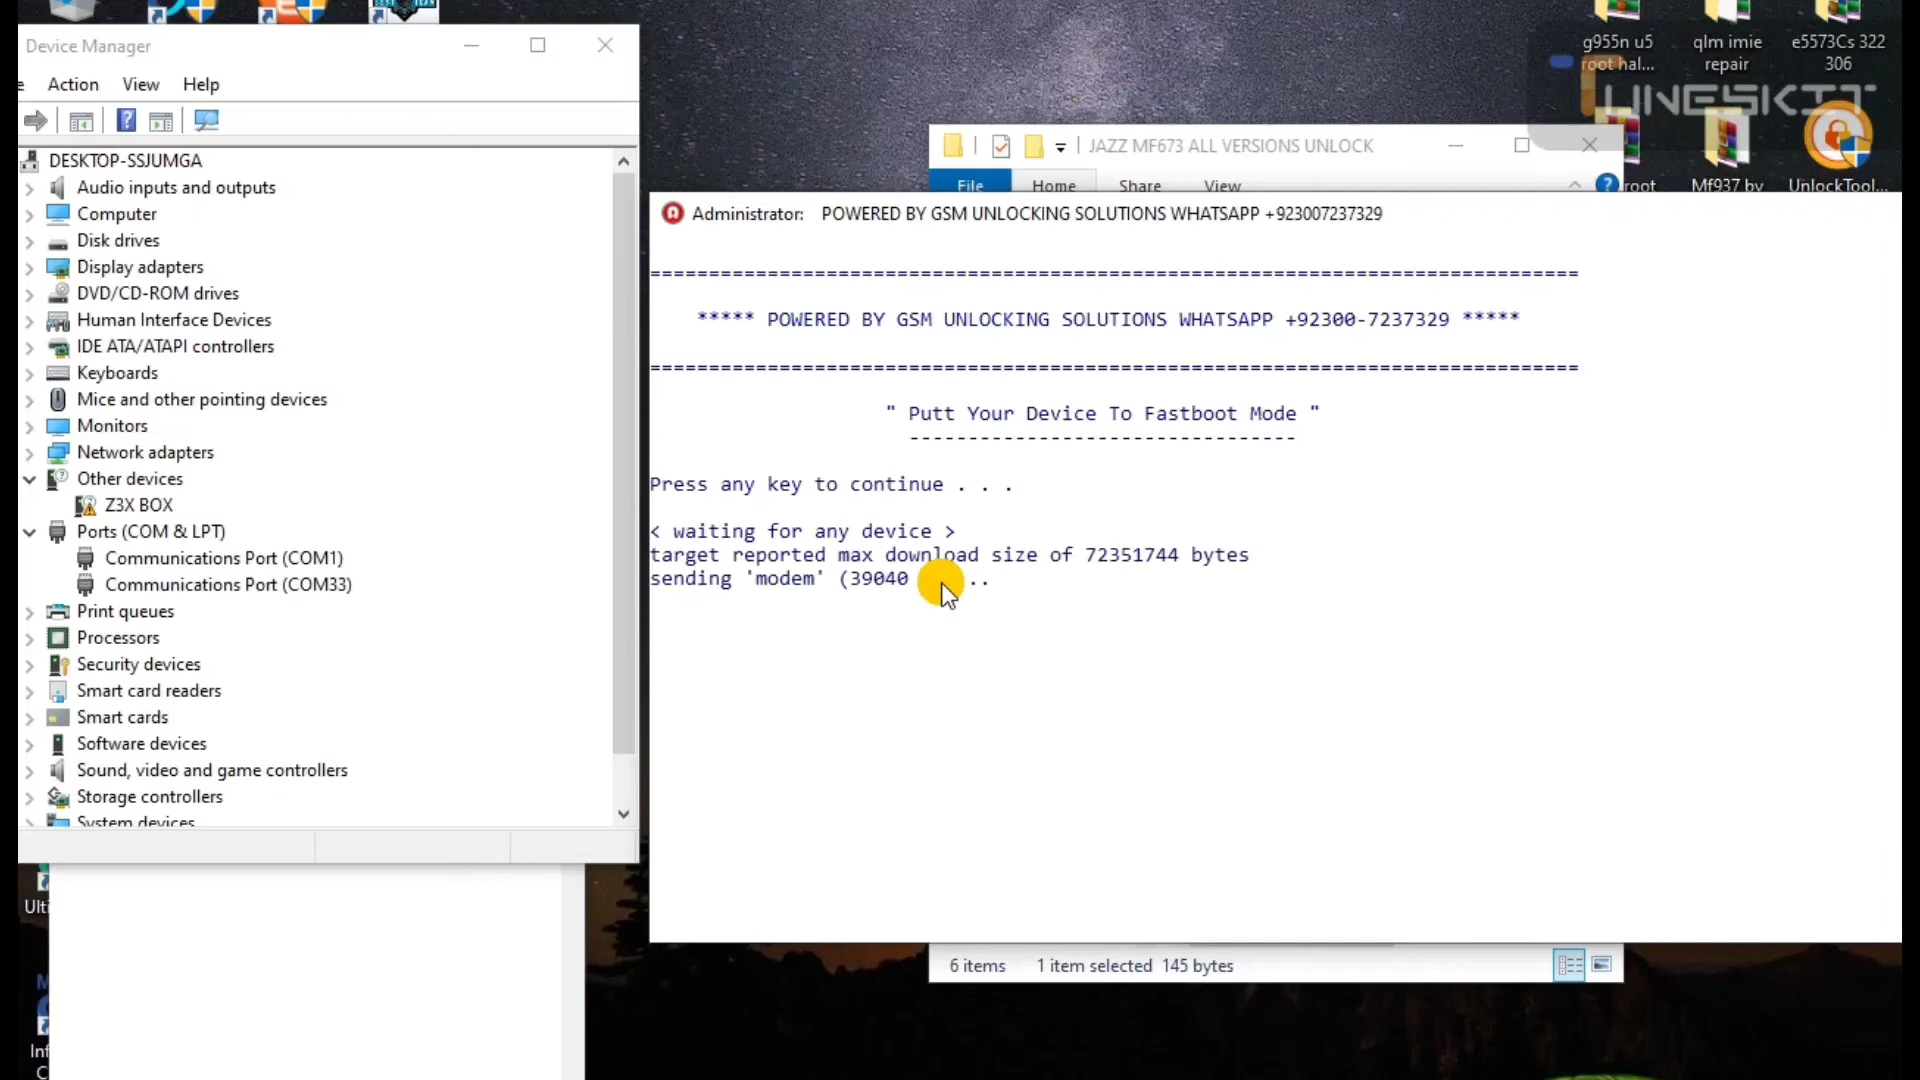 Device Manager
Action View Help
DESKTOP-SSJUMGA
Audio inputs and outputs
Computer
Disk drives
Display adapters
DVD/CD-ROM drives
Human Interface Devices
IDE ATA/ATAPI controllers
Keyboards
Mice and other pointing devices
Monitors
Network adapters
Other devices
Z3X BOX
Ports (COM & LPT)
Communications Port (COM1)
Communications Port (COM33)
Print queues
Processors
Security devices
Smart card readers
Smart cards
Software devices
Sound, video and game controllers
Storage controllers
System devices
g955n u5
root hal...
qlm imie
repair
e5573Cs 322
306
root
Mf937 by
UnlockTool...
JAZZ MF673 ALL VERSIONS UNLOCK
File Home Share View
Administrator: POWERED BY GSM UNLOCKING SOLUTIONS WHATSAPP +923007237329
===============================================================================
***** POWERED BY GSM UNLOCKING SOLUTIONS WHATSAPP +92300-7237329 *****
===============================================================================
" Putt Your Device To Fastboot Mode "
---------------------------------
Press any key to continue . . .
< waiting for any device >
target reported max download size of 72351744 bytes
sending 'modem' (39040 ..
6 items 1 item selected 145 bytes